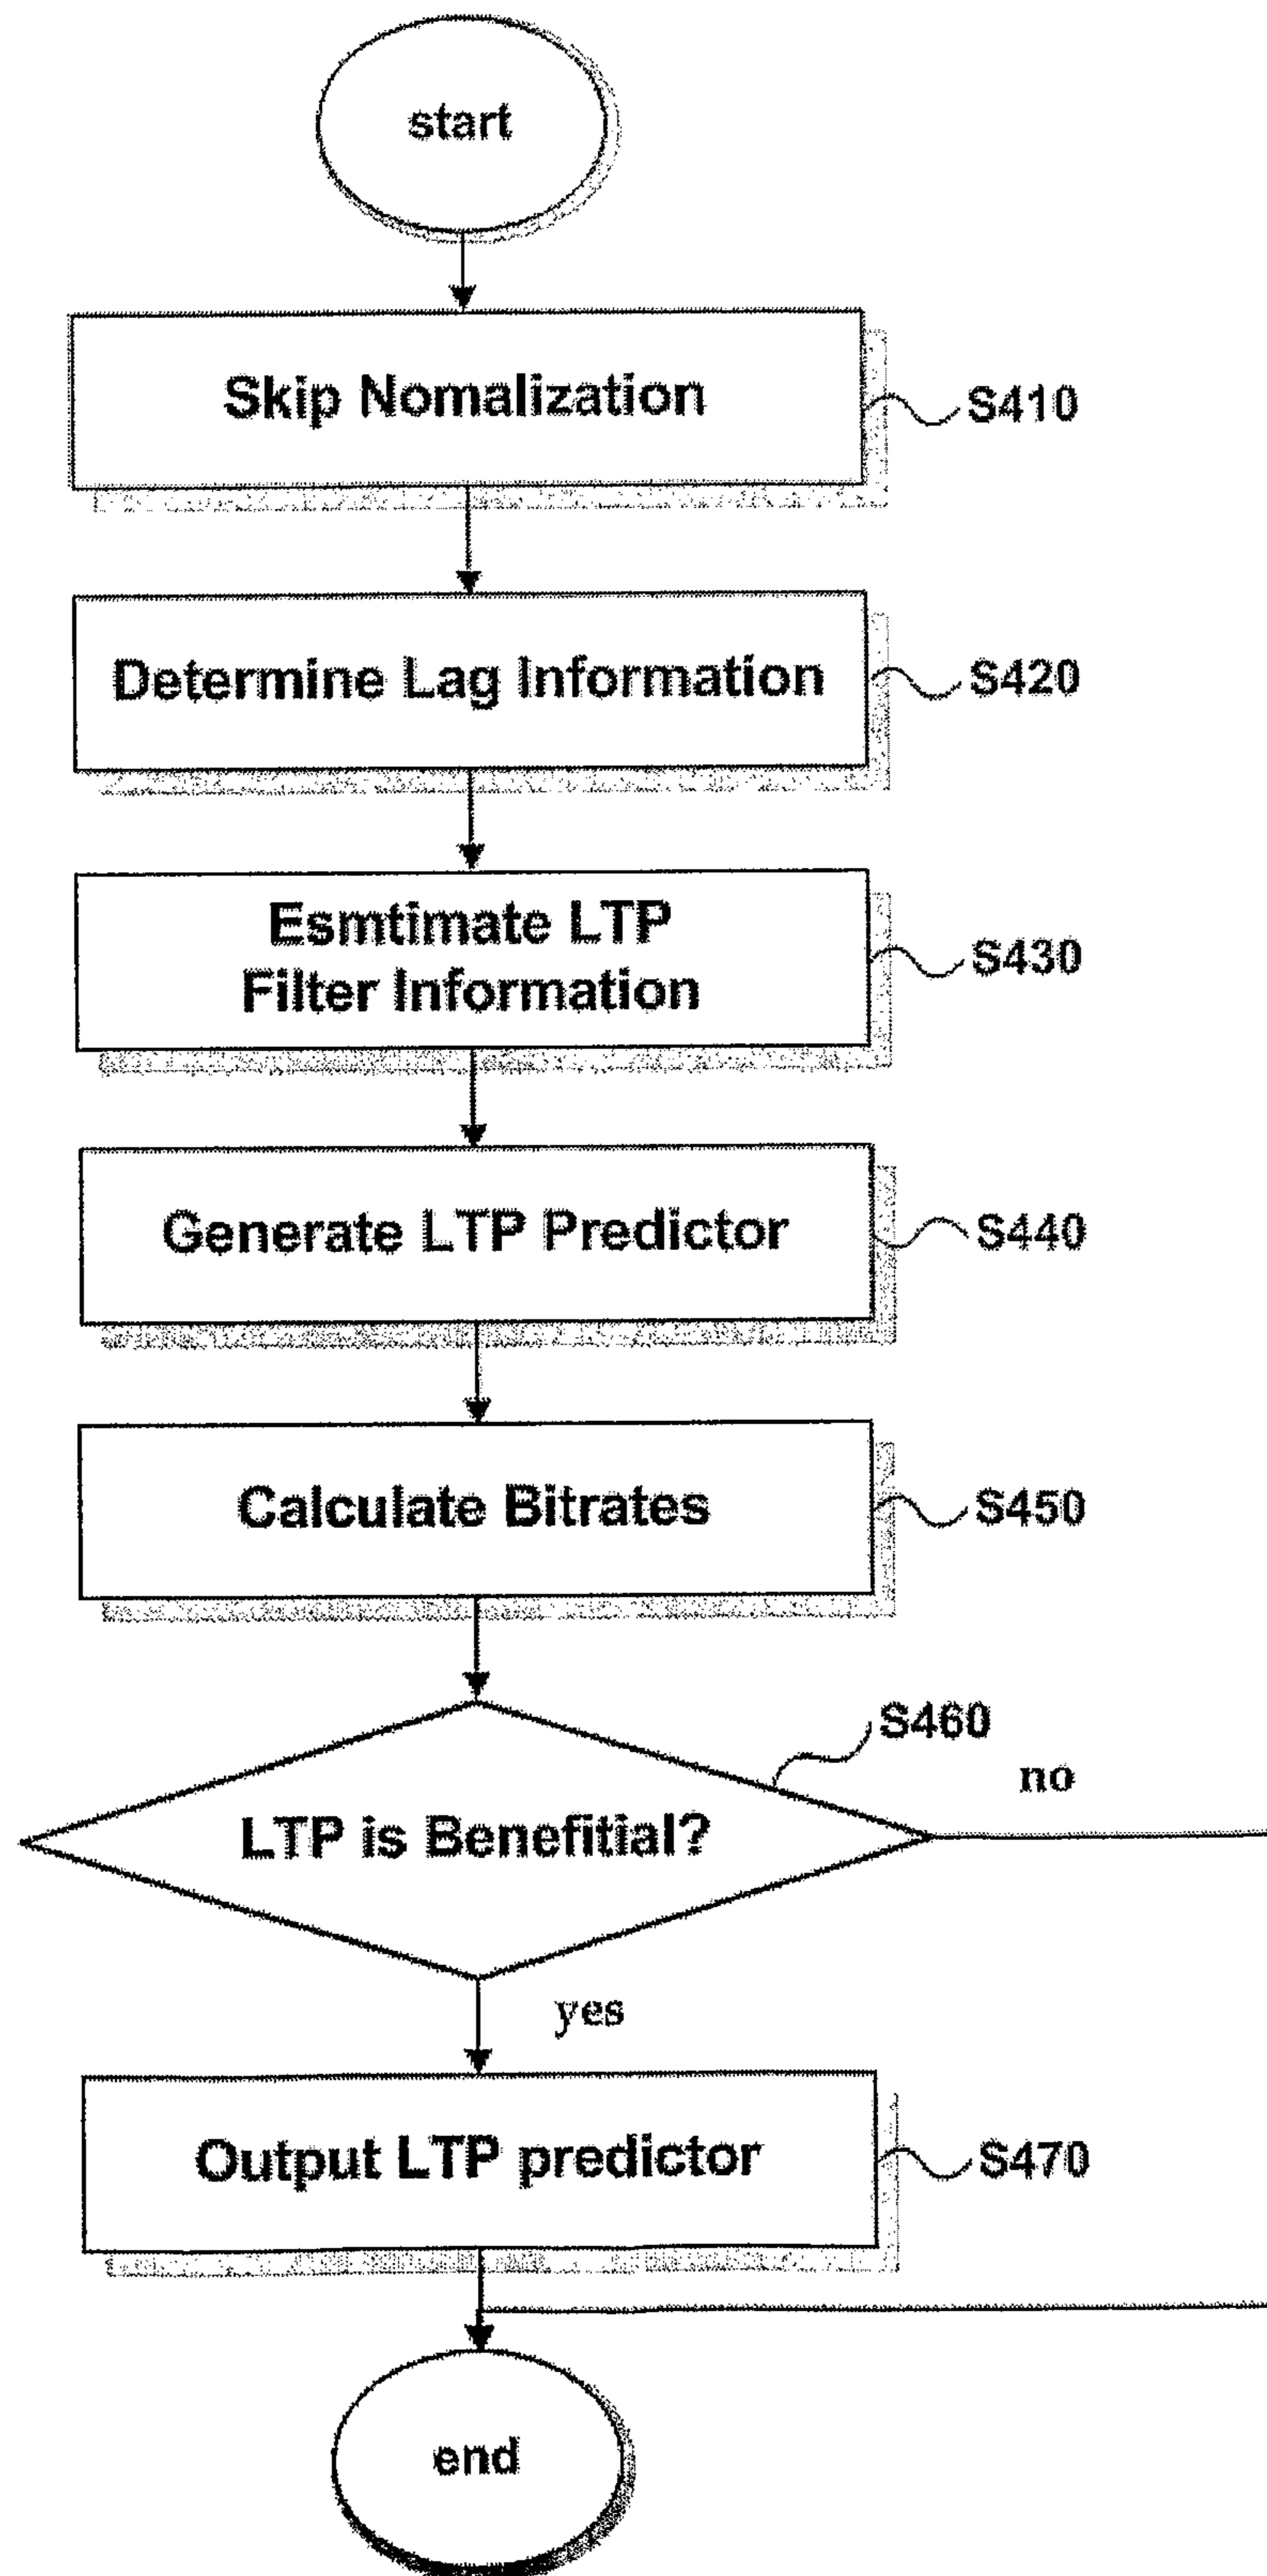 start
Skip Nomalization
S410
Determine Lag Information
S420
Esmtimate LTP
Filter Information
S430
Generate LTP Predictor
S440
Calculate Bitrates
S450
S460
no
LTP is Benefitial?
yes
Output LTP predictor
S470
end